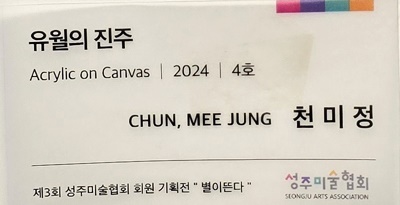 유월의 진주
Acrylic on Canvas | 2024 | 4호
CHUN, MEE JUNG 천 미 정
제3회 성주미술협회 회원 기획전 " 별이뜬다 "
성주미술협회
SEONGJU ARTS ASSOCIATION